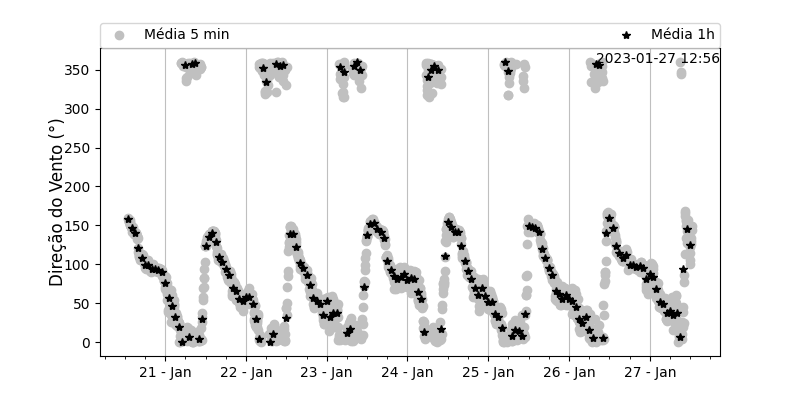 Média 5 min
Média 1h
2023-01-27 12:56
Direção do Vento (°)
350
300
250
200
150
100
50
0
21 - Jan
22 - Jan
23 - Jan
24 - Jan
25 - Jan
26 - Jan
27 - Jan